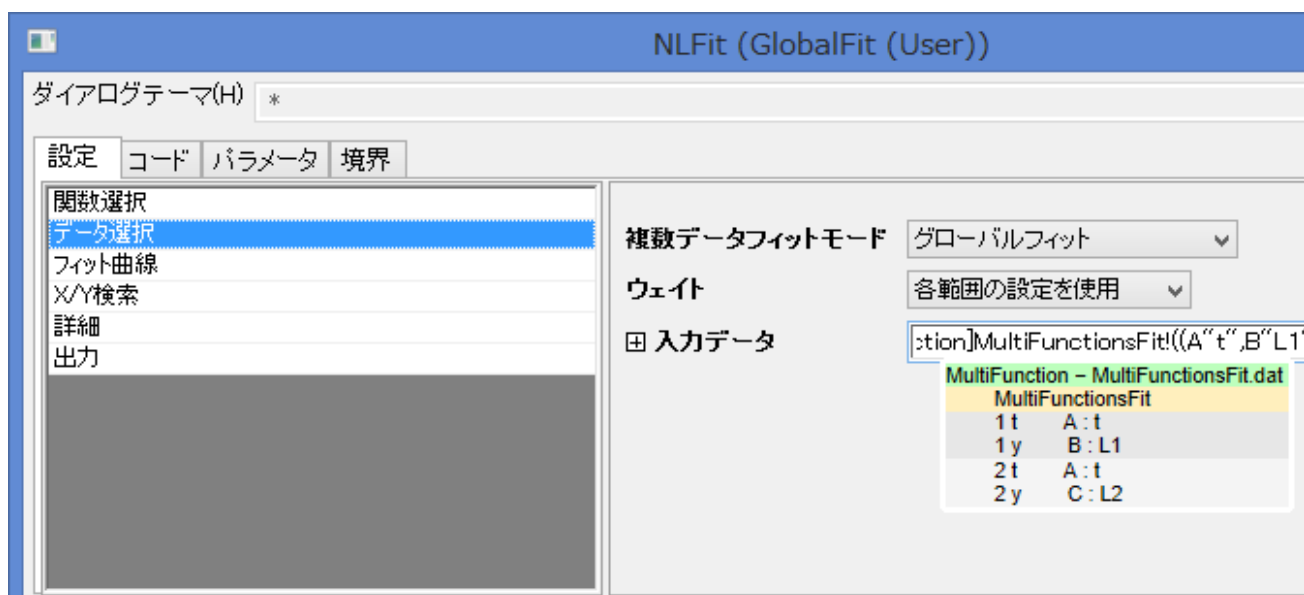 NLFit (GlobalFit (User))
ダイアログテーマ(H) *
設定 コード パラメータ 境界
関数選択
データ選択
フィット曲線
X/Y検索
詳細
出力
複数データフィットモード グローバルフィット
ウェイト 各範囲の設定を使用
入力データ :ction]MultiFunctionsFit!((A"t",B"L1"
MultiFunction – MultiFunctionsFit.dat
MultiFunctionsFit
1 t A : t
1 y B : L1
2 t A : t
2 y C : L2